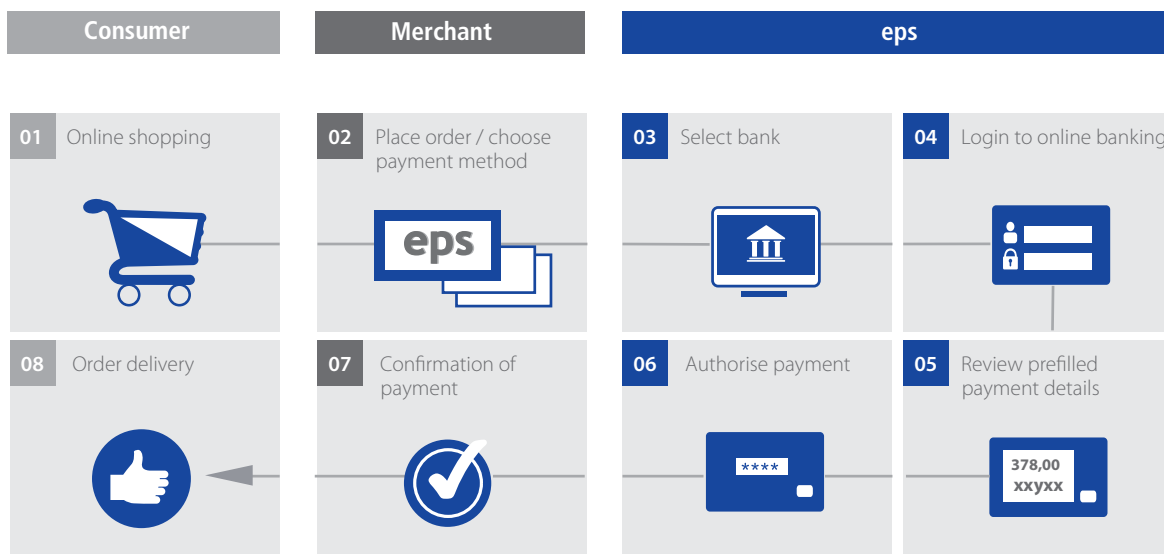 Consumer
Merchant
eps
01 Online shopping
02 Place order / choose
payment method
eps
03 Select bank
04 Login to online banking
08 Order delivery
07 Confirmation of
payment
06 Authorise payment
****
05 Review prefilled
payment details
378,00
xxyxx